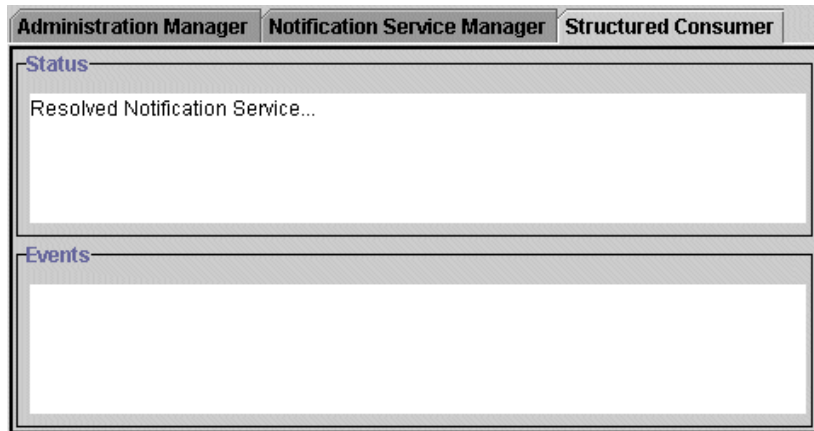 Administration Manager Notification Service Manager Structured Consumer
Status
Resolved Notification Service...
Events